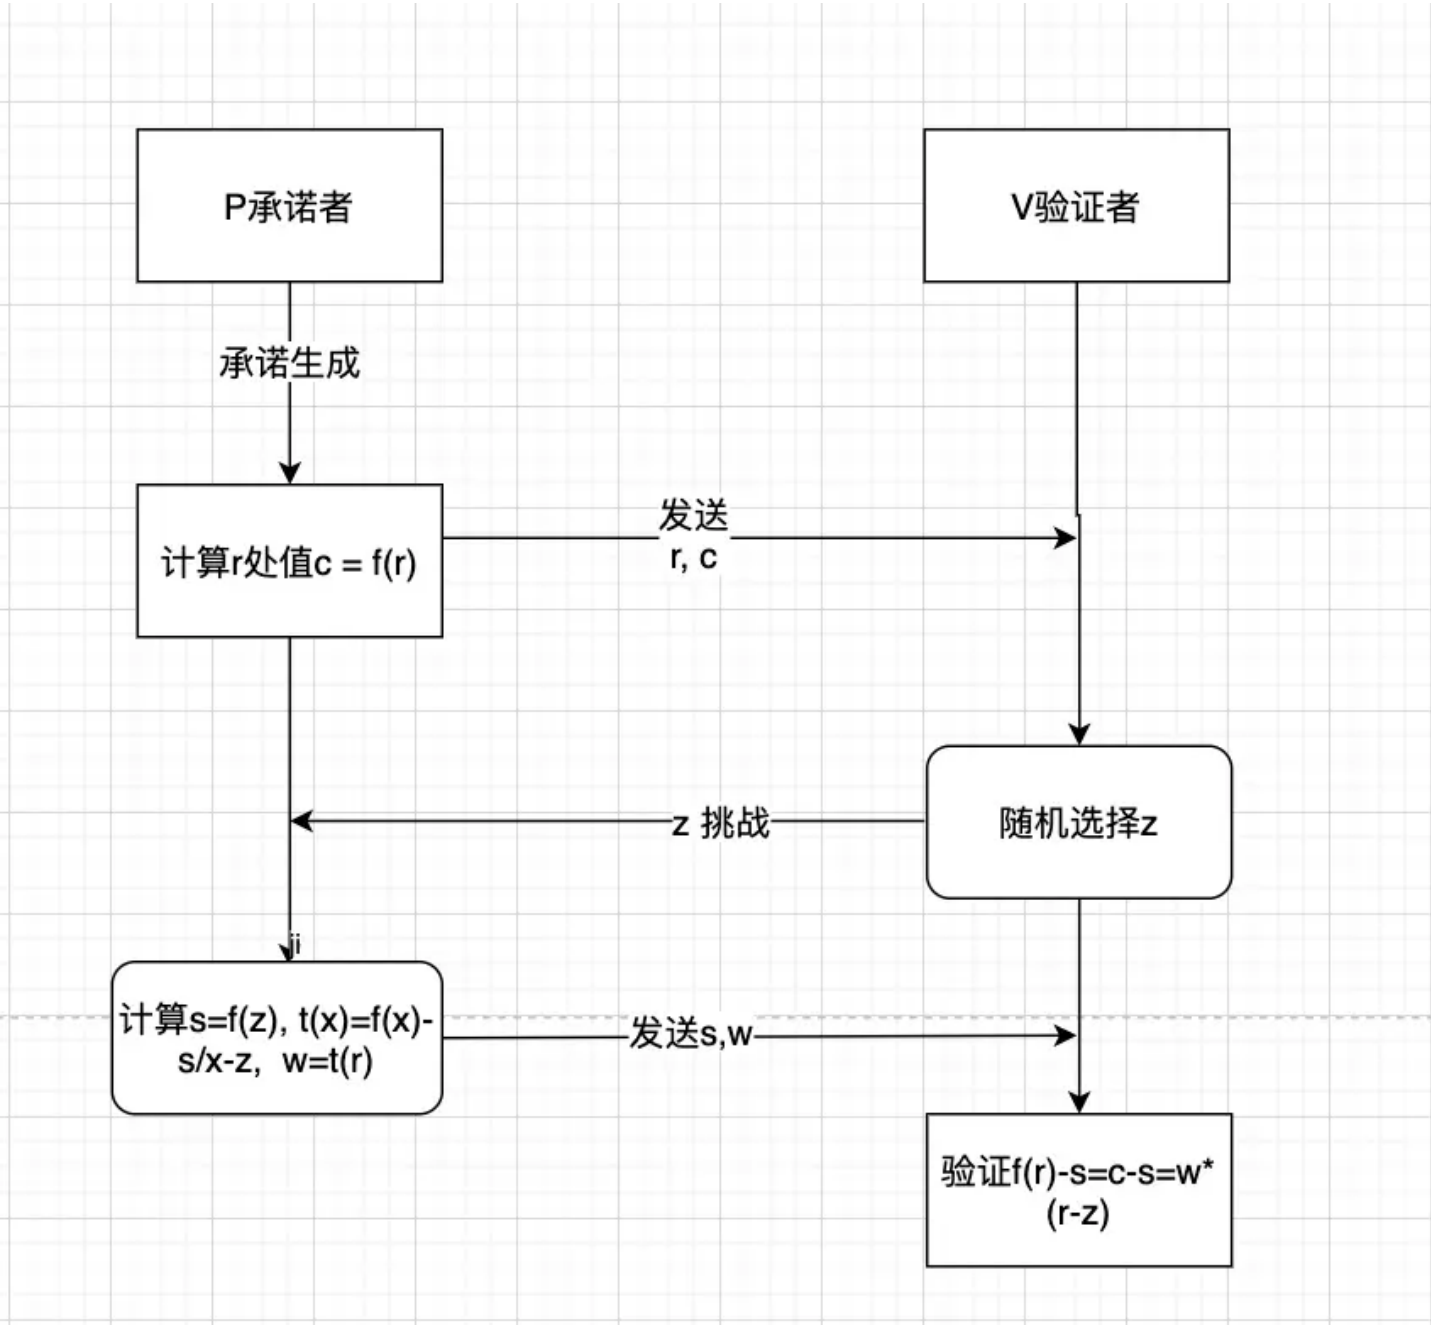 P承诺者
V验证者
承诺生成
发送
r, c
计算r处值c = f(r)
z 挑战
随机选择z
ji
计算s=f(z), t(x)=f(x)-
s/x-z,  w=t(r)
发送s,w
验证f(r)-s=c-s=w*
(r-z)